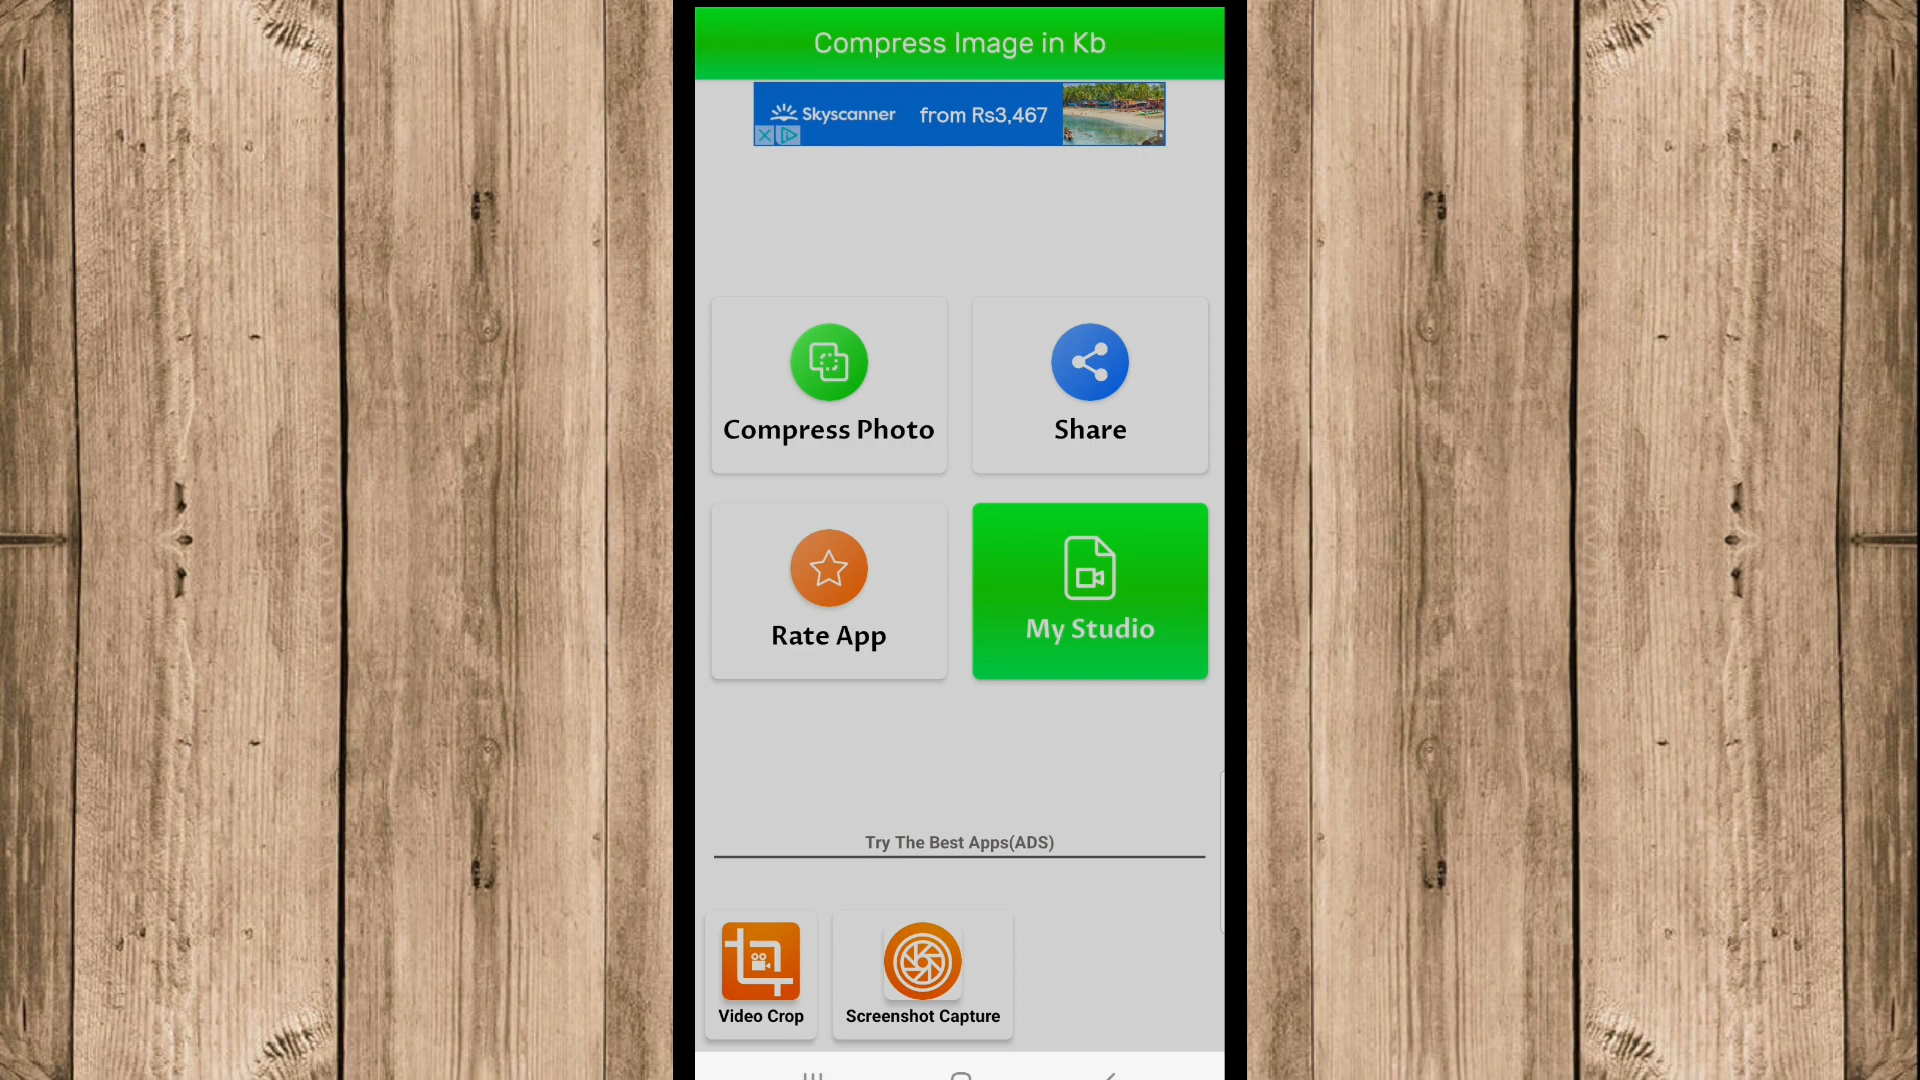 Compress Image in Kb
Skyscanner from Rs3,467
Compress Photo
Share
Rate App
My Studio
Try The Best Apps(ADS)
Video Crop
Screenshot Capture